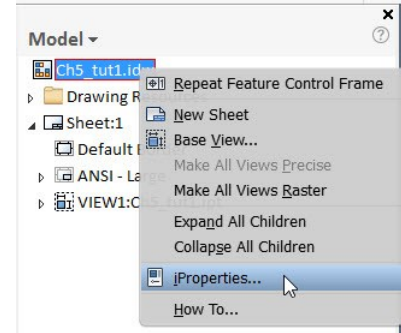 Model
Ch5_tut1.idw
Repeat Feature Control Frame
Drawing R
New Sheet
Sheet:1
Base View...
Default
Make All Views Precise
ANSI - La
Make All Views Raster
VIEW1:
Expand All Children
Collapse All Children
iProperties...
How To...